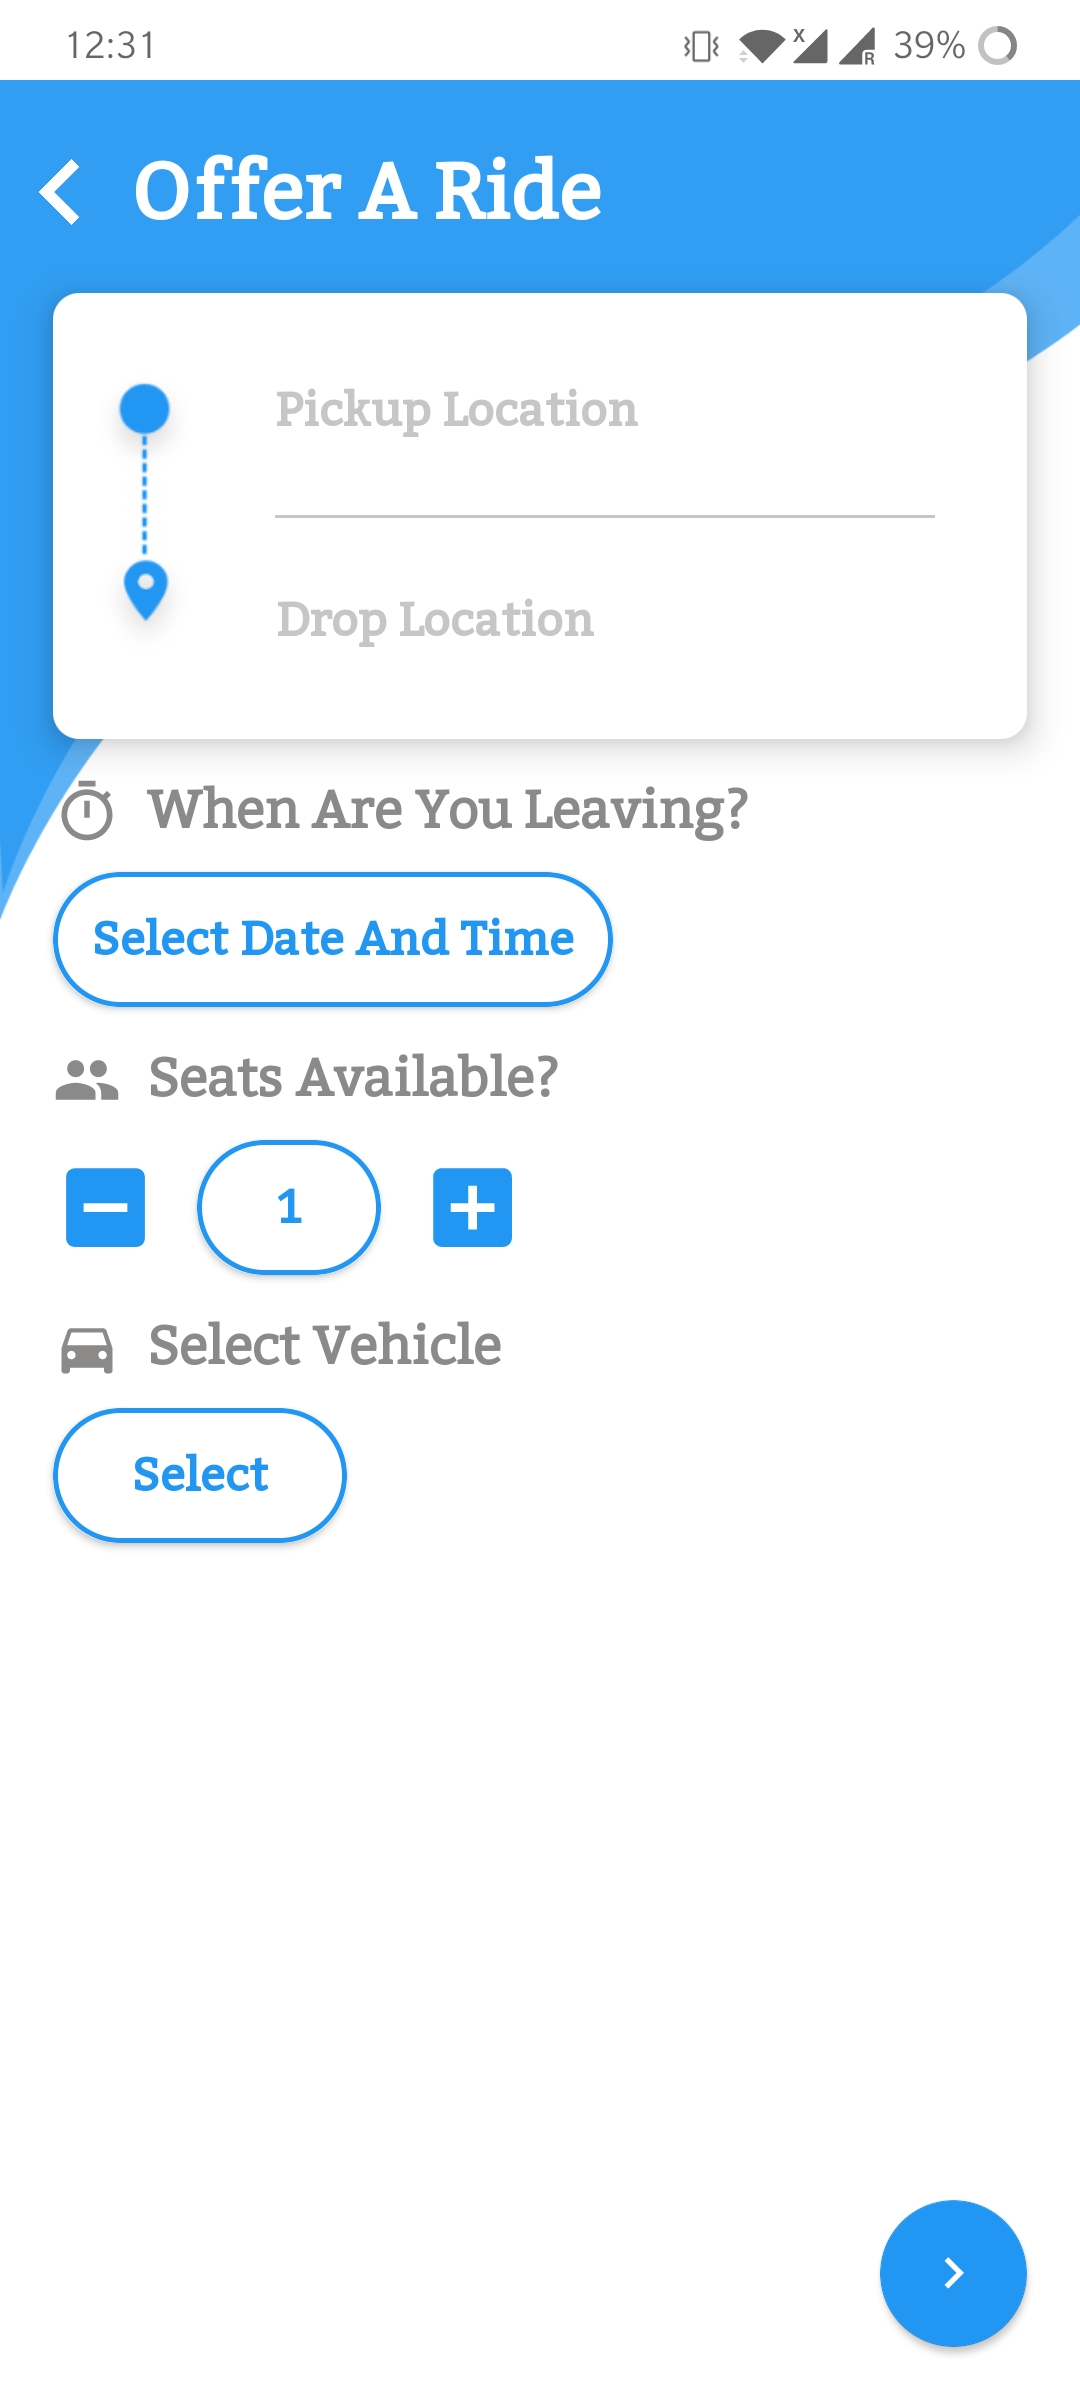 12:31
39%
Offer A Ride
Pickup Location
Drop Location
When Are You Leaving?
Select Date And Time
Seats Available?
1
Select Vehicle
Select